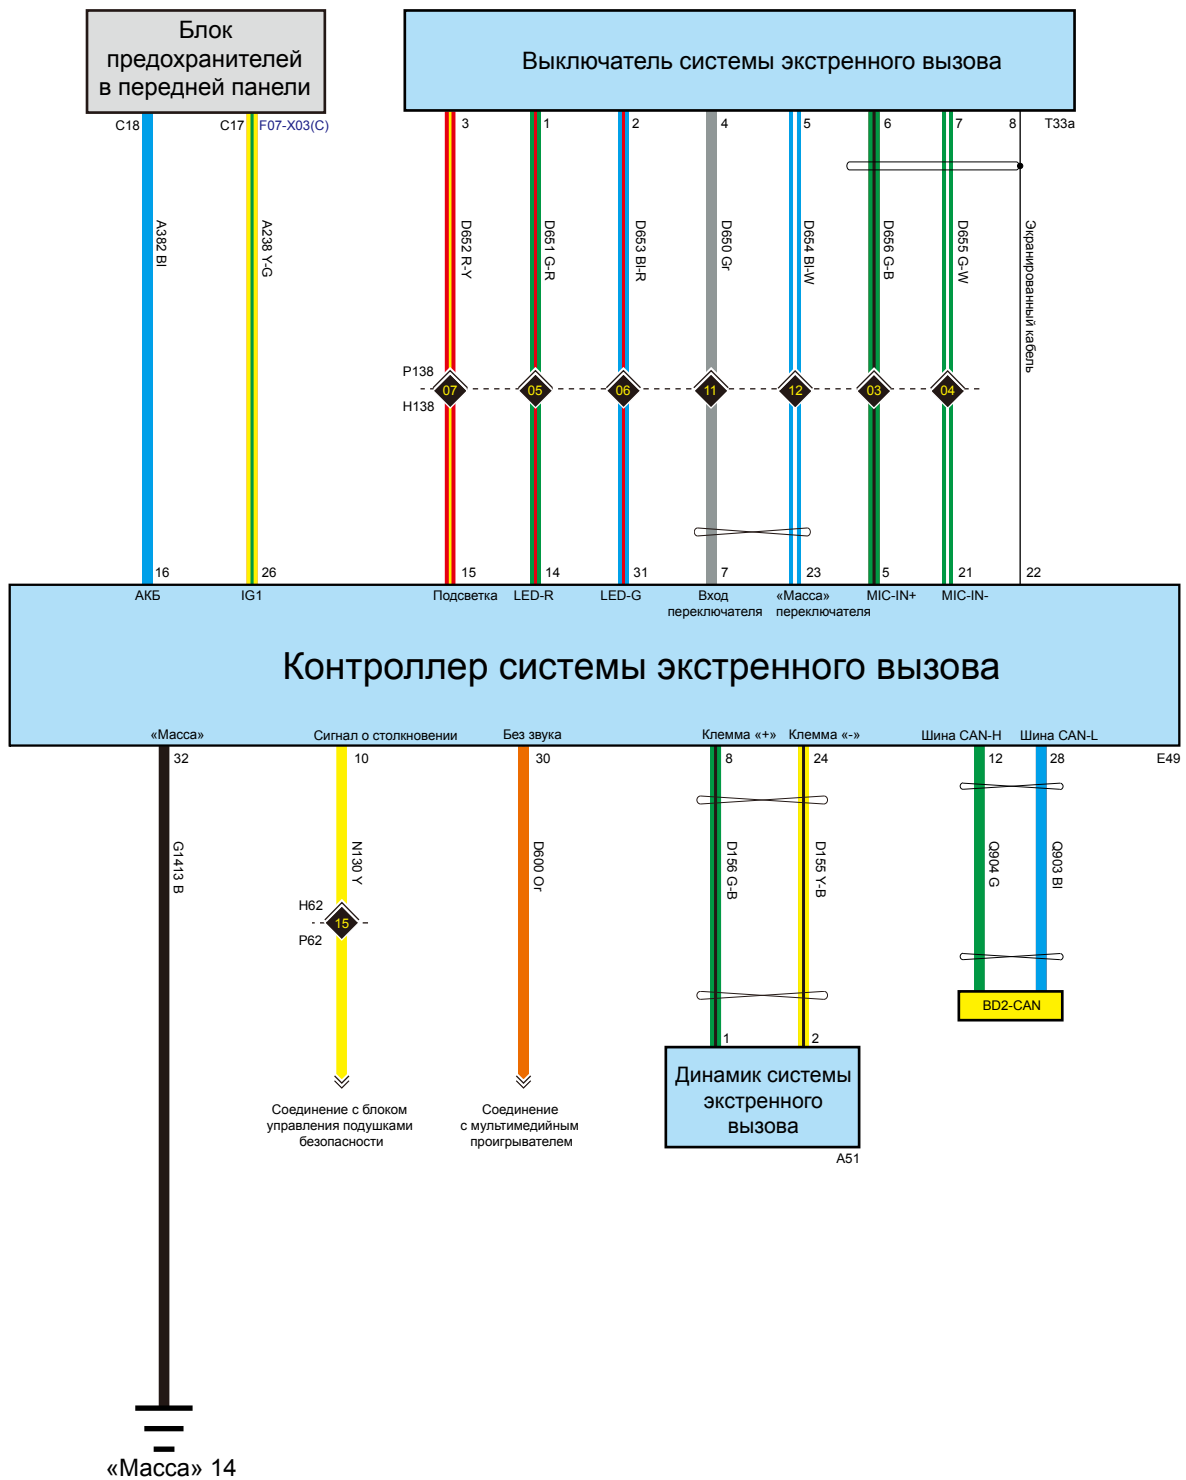 Блок
предохранителей
в передней панели
Выключатель системы экстренного вызова
C18
C17
F07-X03(C)
3
1
2
4
5
6
7
8
T33a
A382 Bl
A238 Y-G
D652 R-Y
D651 G-R
D653 Bl-R
D650 Gr
D654 Bl-W
D656 G-B
D655 G-W
Экранированный кабель
P138
H138
07
05
06
11
12
03
04
16
26
15
14
31
7
23
5
21
22
АКБ
IG1
Подсветка
LED-R
LED-G
Вход
переключателя
«Масса»
переключателя
MIC-IN+
MIC-IN-
Контроллер системы экстренного вызова
«Масса»
Сигнал о столкновении
Без звука
Клемма «+»
Клемма «-»
Шина CAN-H
Шина CAN-L
32
10
30
8
24
12
28
E49
G1413 B
N130 Y
D600 Or
D156 G-B
D155 Y-B
Q904 G
Q903 Bl
H62
P62
15
BD2-CAN
1
2
Динамик системы
экстренного
вызова
A51
Соединение с блоком
управления подушками
безопасности
Соединение
с мультимедийным
проигрывателем
«Масса» 14